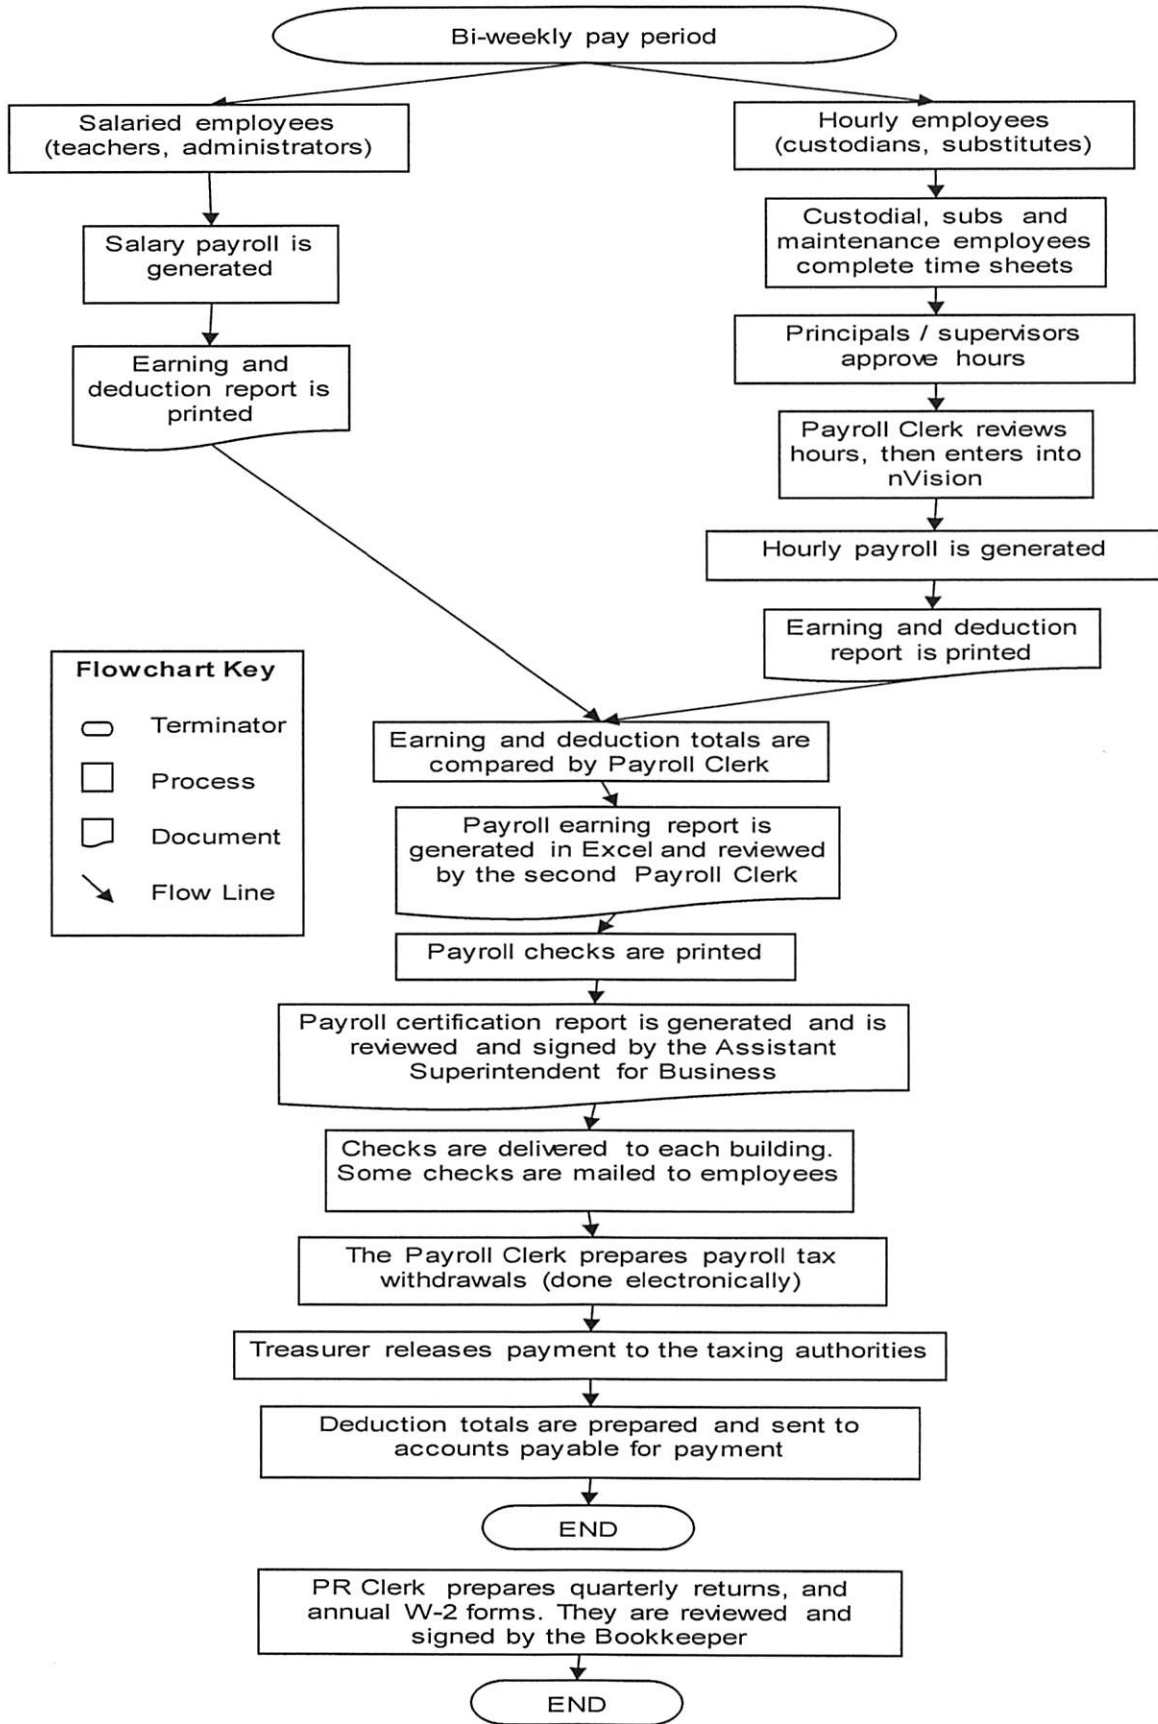 Bi-weekly pay period
Salaried employees
(teachers, administrators)
Salary payroll is
generated
Earning and
deduction report is
printed
Hourly employees
(custodians, substitutes)
Custodial, subs and
maintenance employees
complete time sheets
Principals / supervisors
approve hours
Payroll Clerk reviews
hours, then enters into
nVision
Hourly payroll is generated
Earning and deduction
report is printed
Flowchart Key
Terminator
Process
Document
Flow Line
Earning and deduction totals are
compared by Payroll Clerk
Payroll earning report is
generated in Excel and reviewed
by the second Payroll Clerk
Payroll checks are printed
Payroll certification report is generated and is
reviewed and signed by the Assistant
Superintendent for Business
Checks are delivered to each building.
Some checks are mailed to employees
The Payroll Clerk prepares payroll tax
withdrawals (done electronically)
Treasurer releases payment to the taxing authorities
Deduction totals are prepared and sent to
accounts payable for payment
END
PR Clerk prepares quarterly returns, and
annual W-2 forms. They are reviewed and
signed by the Bookkeeper
END